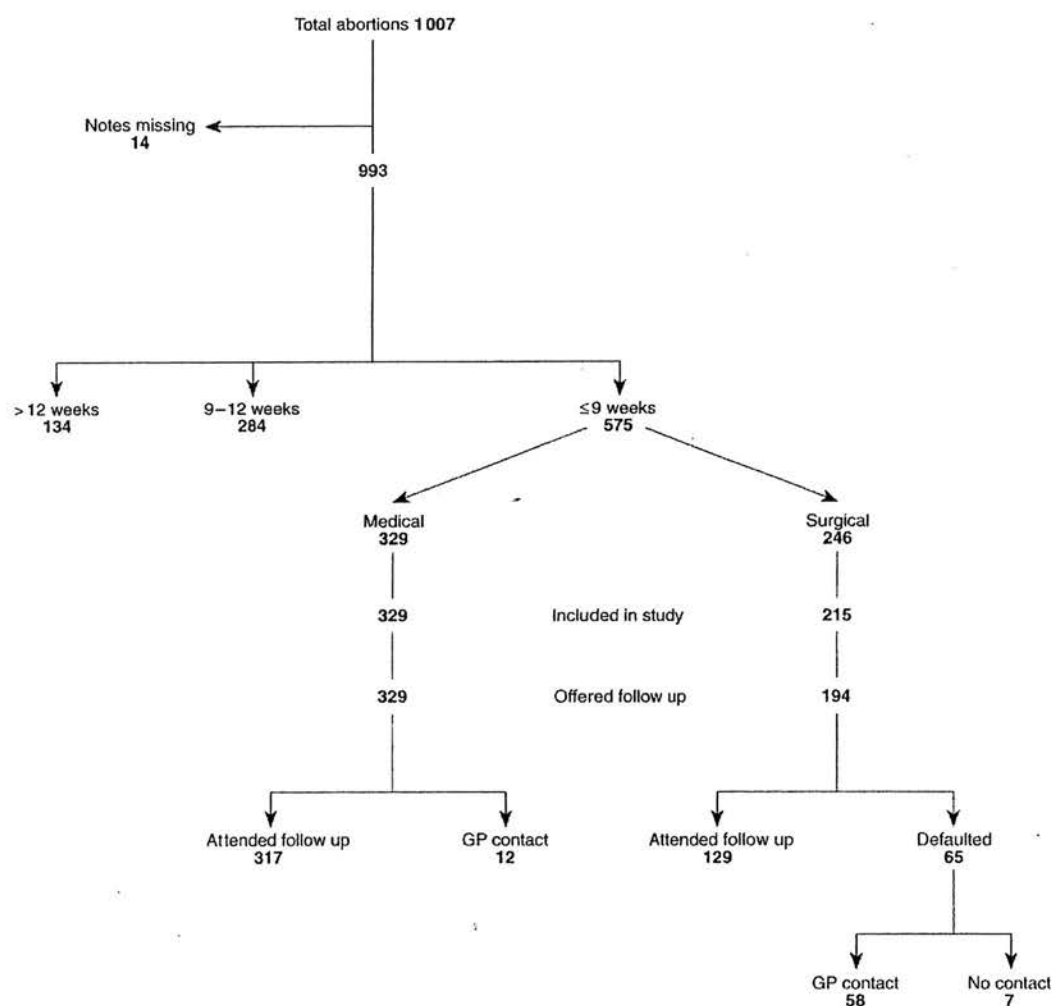 Total abortions 1007
Notes missing
14
993
>12 weeks
134
9–12 weeks
284
≤9 weeks
575
Medical
329
Surgical
246
329
Included in study
215
329
Offered follow up
194
Attended follow up
317
GP contact
12
Attended follow up
129
Defaulted
65
GP contact
58
No contact
7